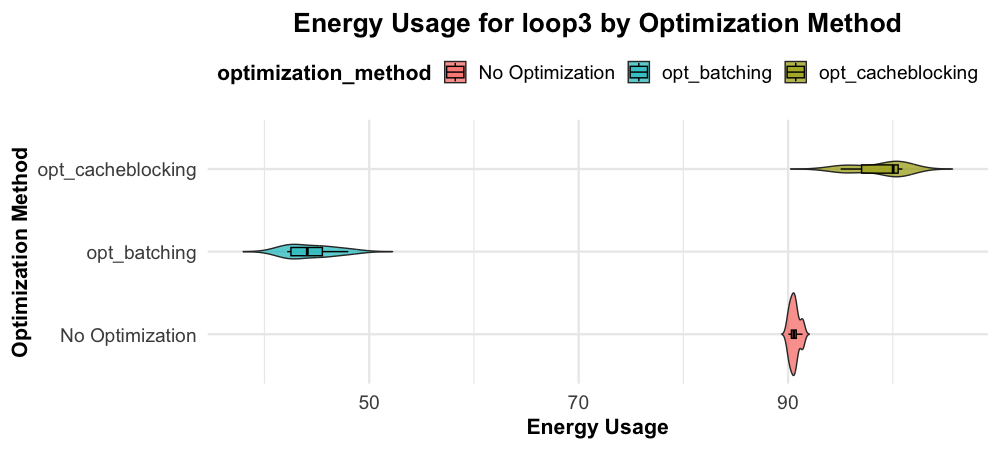 Energy Usage for loop3 by Optimization Method
optimization_method No Optimization opt_batching opt_cacheblocking
Optimization Method
opt_cacheblocking
opt_batching
No Optimization
50 70 90
Energy Usage